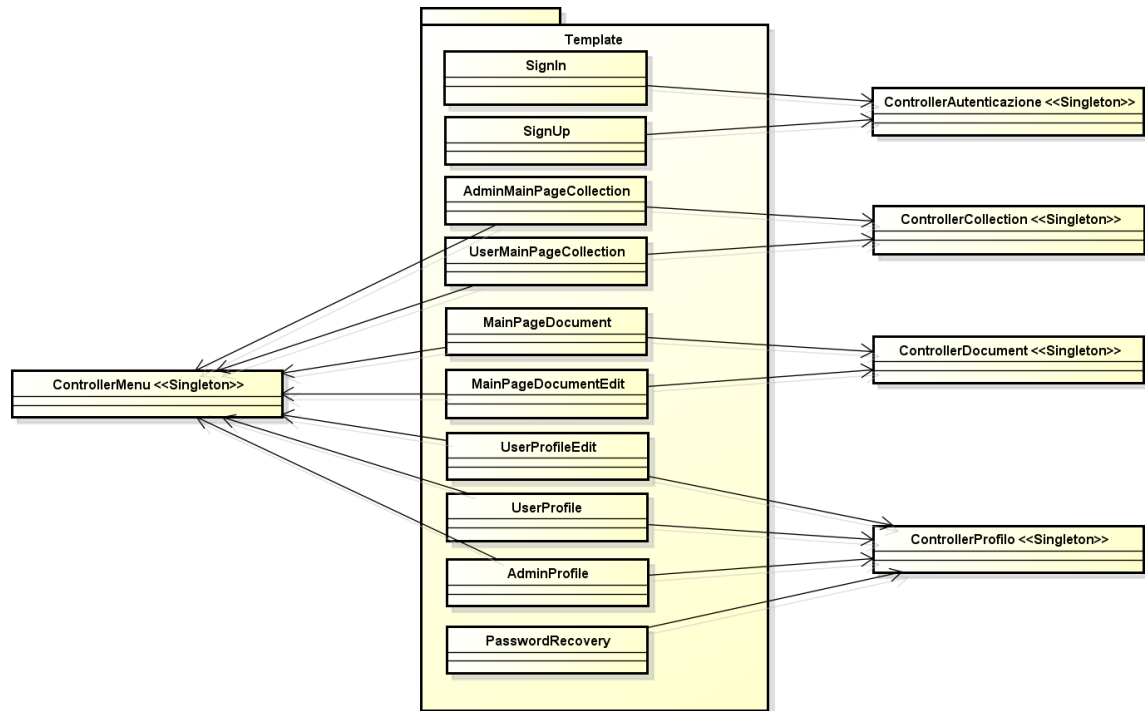 Template
SignIn
ControllerAutenticazione <<Singleton>>
SignUp
AdminMainPageCollection
ControllerCollection <<Singleton>>
UserMainPageCollection
MainPageDocument
ControllerDocument <<Singleton>>
ControllerMenu <<Singleton>>
MainPageDocumentEdit
UserProfileEdit
UserProfile
ControllerProfilo <<Singleton>>
AdminProfile
PasswordRecovery